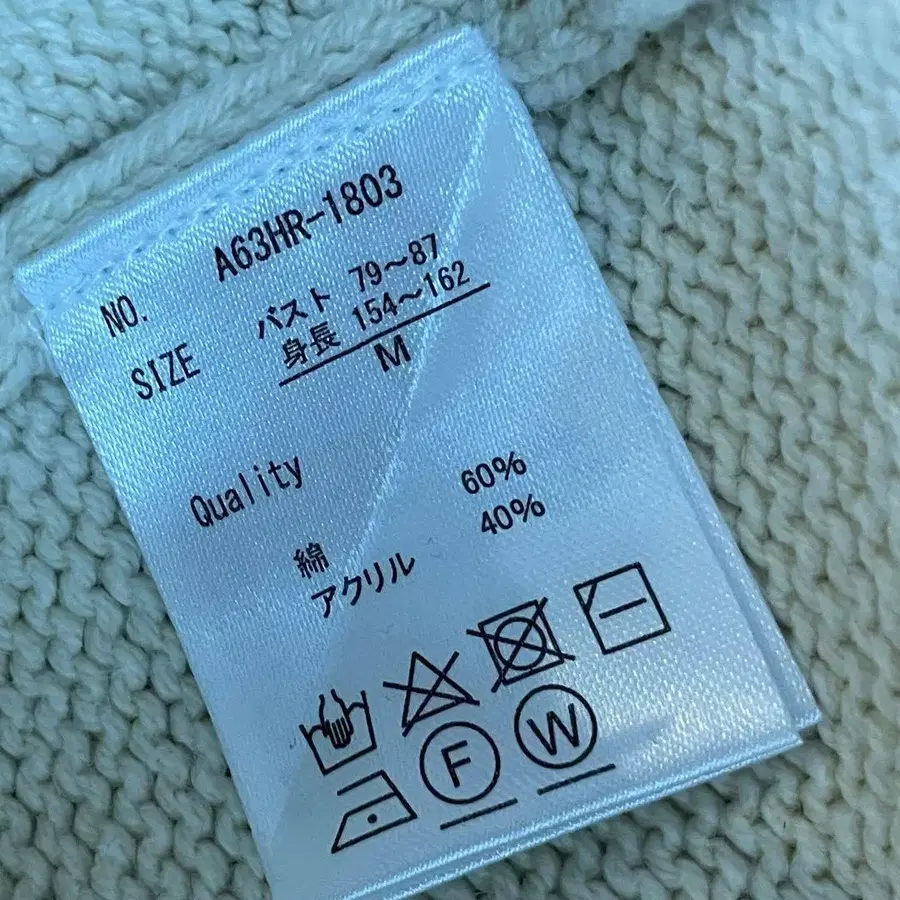 NO. A63HR-1803
SIZE バスト 79〜87
身長 154〜162
M
Quality
綿 60%
アクリル 40%
F W